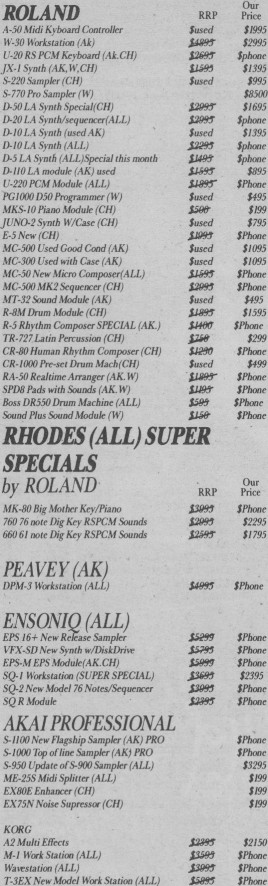 ROLAND RRP Our Price
A-50 Midi Kyboard Controller $used $1995
W-30 Workstation (Ak) $4895 $2995
U-20 RS PCM Keyboard (Ak.CH) $2695 $phone
JX-1 Synth (AK,W,CH) $1595 $1395
S-220 Sampler (CH) $used $995
S-770 Pro Sampler (W) $8500
D-50 LA Synth Special(CH) $2995 $1695
D-20 LA Synth/sequencer(ALL) $2095 $phone
D-10 LA Synth (used AK) $used $1395
D-10 LA Synth (ALL) $2295 $phone
D-5 LA Synth (ALL)Special this month $1495 $phone
D-110 LA module (AK) used $1595 $895
U-220 PCM Module (ALL) $1895 $Phone
PG1000 D50 Programmer (W) $used $495
MKS-10 Piano Module (CH) $500 $199
JUNO-2 Synth W/Case (CH) $used $795
E-5 New (CH) $1995 $Phone
MC-500 Used Good Cond (AK) $used $1095
MC-300 Used with Case (AK) $used $1095
MC-50 New Micro Composer(ALL) $1595 $Phone
MC-500 MK2 Sequencer (CH) $2095 $Phone
MT-32 Sound Module (AK) $used $495
R-8M Drum Module (CH) $1895 $1595
R-5 Rhythm Composer SPECIAL (AK.) $1400 $Phone
TR-727 Latin Percussion (CH) $750 $299
CR-80 Human Rhythm Composer (CH) $1290 $Phone
CR-1000 Pre-set Drum Mach(CH) $used $499
RA-50 Realtime Arranger (AK.W) $1895 $Phone
SPD8 Pads with Sounds (AK.W) $1195 $Phone
Boss DR550 Drum Machine (ALL) $595 $Phone
Sound Plus Sound Module (W) $150 $Phone
RHODES (ALL) SUPER
SPECIALS
by ROLAND RRP Our Price
MK-80 Big Mother Key/Piano $3995 $Phone
760 76 note Dig Key RSPCM Sounds $2995 $2295
660 61 note Dig Key RSPCM Sounds $2595 $1795
PEAVEY (AK)
DPM-3 Workstation (ALL) $4995 $Phone
ENSONIQ (ALL)
EPS 16+ New Release Sampler $5299 $Phone
VFX-SD New Synth w/DiskDrive $5795 $Phone
EPS-M EPS Module(AK.CH) $5999 $Phone
SQ-1 Workstation (SUPER SPECIAL) $3695 $2395
SQ-2 New Model 76 Notes/Sequencer $3995 $Phone
SQ R Module $2395 $Phone
AKAI PROFESSIONAL
S-1100 New Flagship Sampler (AK) PRO $Phone
S-1000 Top of line Sampler (AK) PRO $Phone
S-950 Update of S-900 Sampler (ALL) $3295
ME-25S Midi Splitter (ALL) $199
EX80E Enhancer (CH) $199
EX75N Noise Supressor (CH) $199
KORG
A2 Multi Effects $2395 $2150
M-1 Work Station (ALL) $3595 $Phone
Wavestation (ALL) $3995 $Phone
T-3EX New Model Work Station (ALL) $5895 $Phone